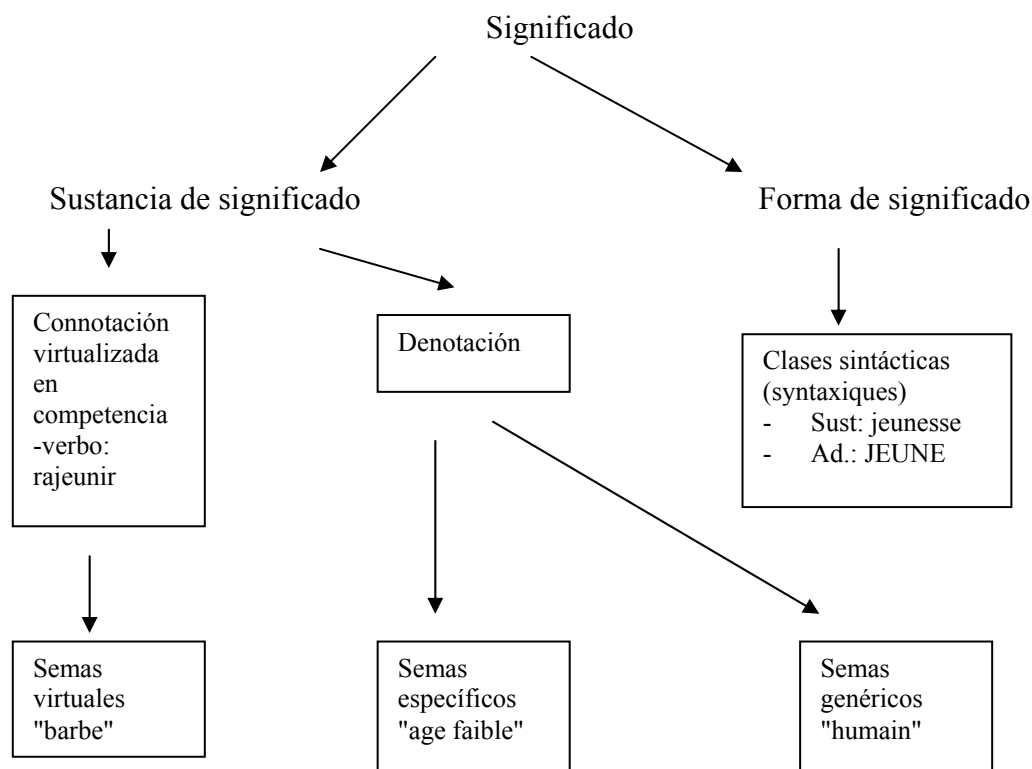 Significado
Sustancia de significado
Forma de significado
Connotación
virtualizada
en
competencia
-verbo:
rajeunir
Denotación
Clases sintácticas
(syntaxiques)
- Sust: jeunesse
- Ad.: JEUNE
Semas
virtuales
"barbe"
Semas
específicos
"age faible"
Semas
genéricos
"humain"